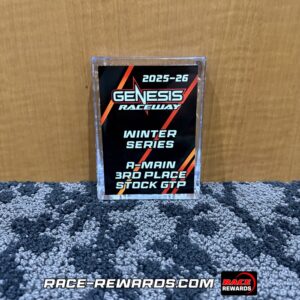 2025-26
GENESIS
RACEWAY
WINTER
SERIES
A-MAIN
3RD PLACE
STOCK GTP
RACE-REWARDS.COM
RACE
REWARDS